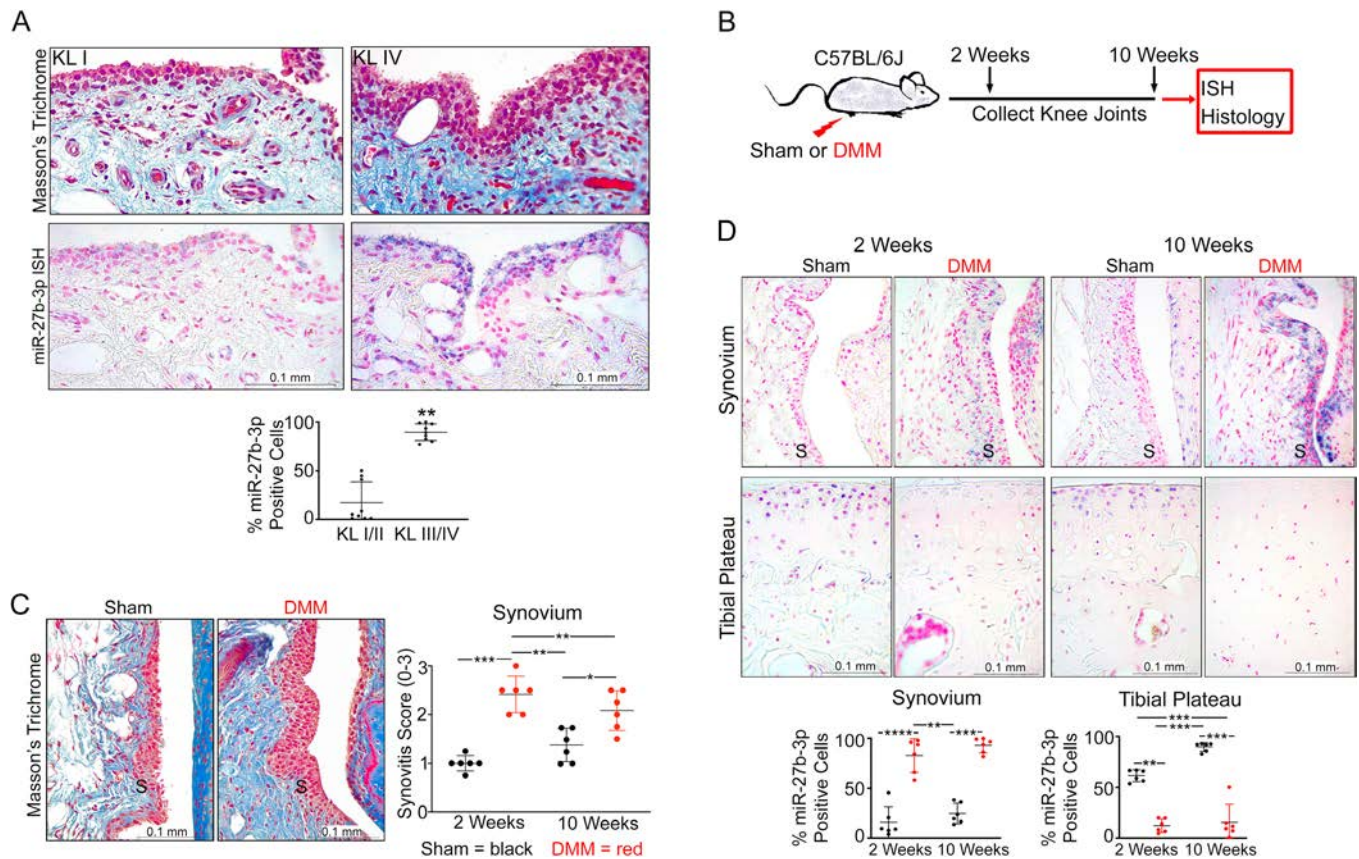 A
KL I
KL IV
Masson's Trichrome
miR-27b-3p ISH
0.1 mm
0.1 mm
% miR-27b-3p
Positive Cells
100
50
0
**
KL I/II
KL III/IV
B
C57BL/6J
2 Weeks
10 Weeks
Collect Knee Joints
Sham or DMM
ISH
Histology
C
Sham
DMM
Masson's Trichrome
S
S
0.1 mm
0.1 mm
Synovium
Synovitis Score (0-3)
3
2
1
0
***
**
**
*
2 Weeks
10 Weeks
Sham = black
DMM = red
D
2 Weeks
10 Weeks
Sham
DMM
Sham
DMM
Synovium
S
S
S
S
Tibial Plateau
0.1 mm
0.1 mm
0.1 mm
0.1 mm
Synovium
% miR-27b-3p
Positive Cells
100
50
0
****
**
***
2 Weeks
10 Weeks
Tibial Plateau
% miR-27b-3p
Positive Cells
100
50
0
***
***
**
***
2 Weeks
10 Weeks